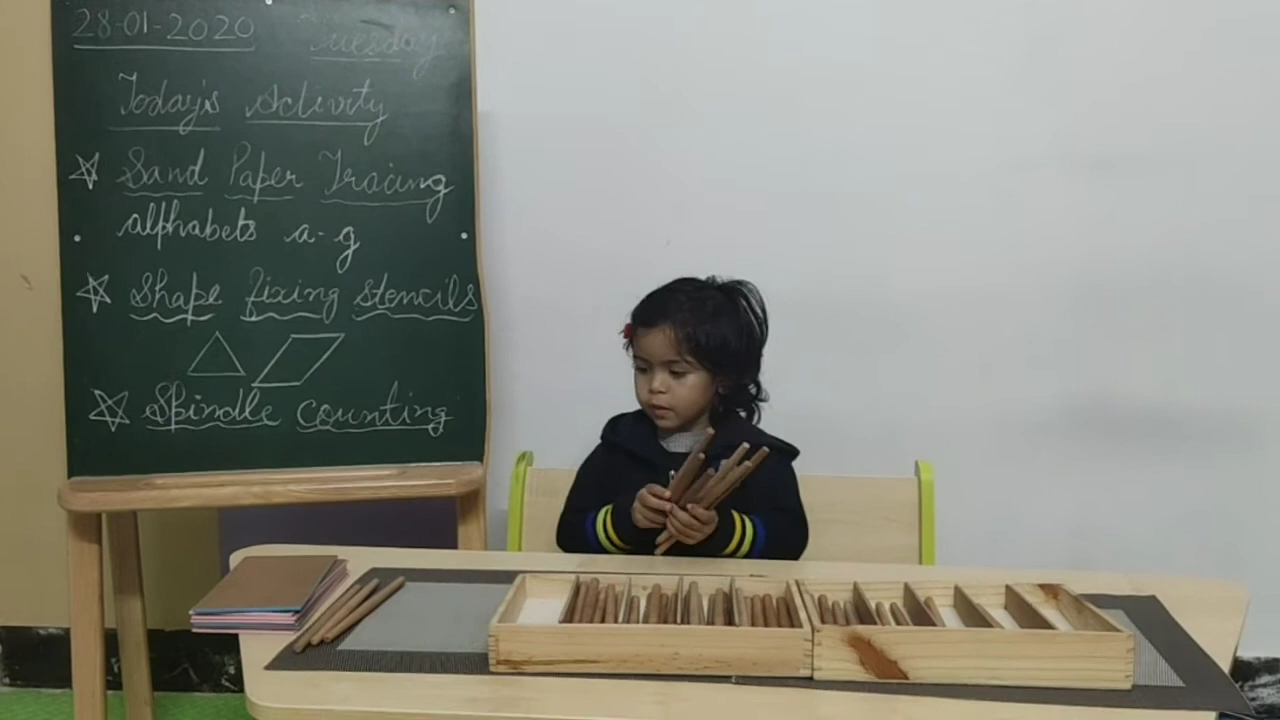 28-01-2020 Tuesday
Today's Activity
Sand Paper Tracing
alphabets a-g
Shape fixing stencils
Spindle counting